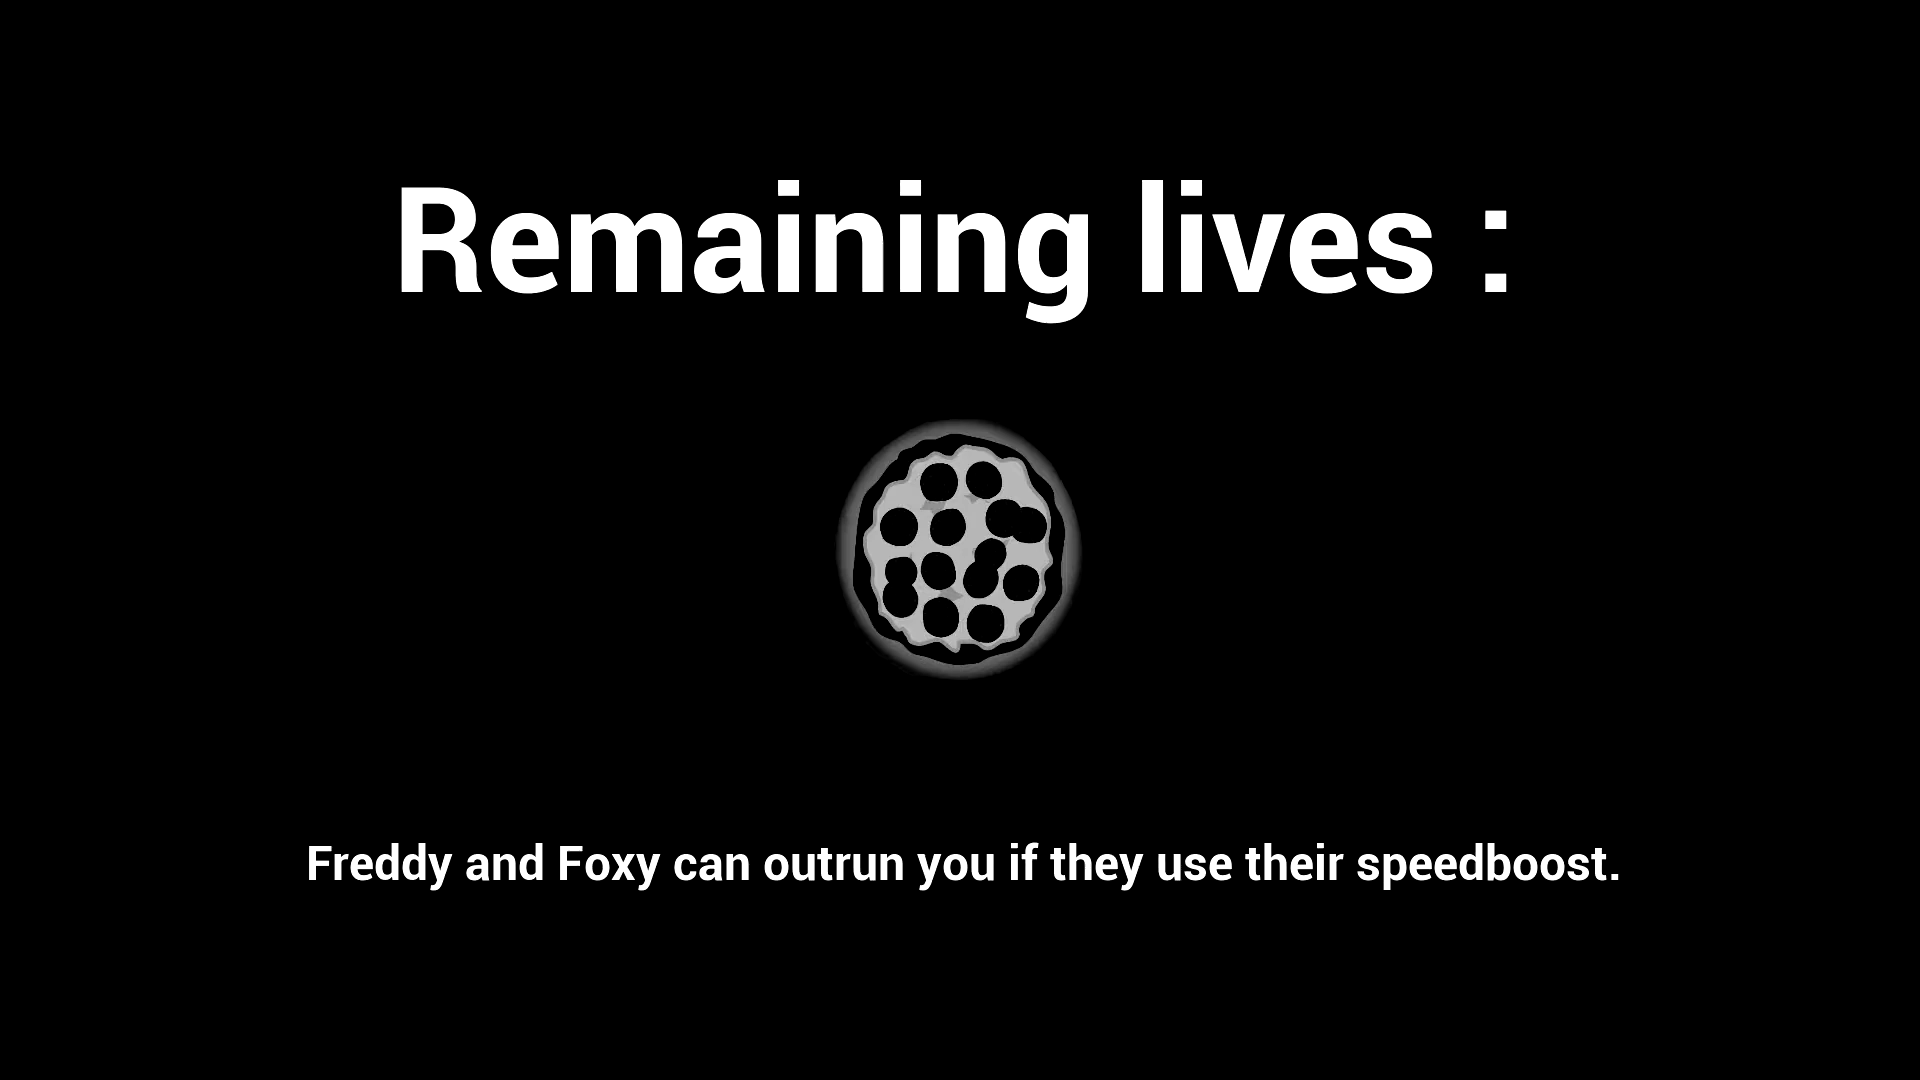 Remaining lives :
Freddy and Foxy can outrun you if they use their speedboost.